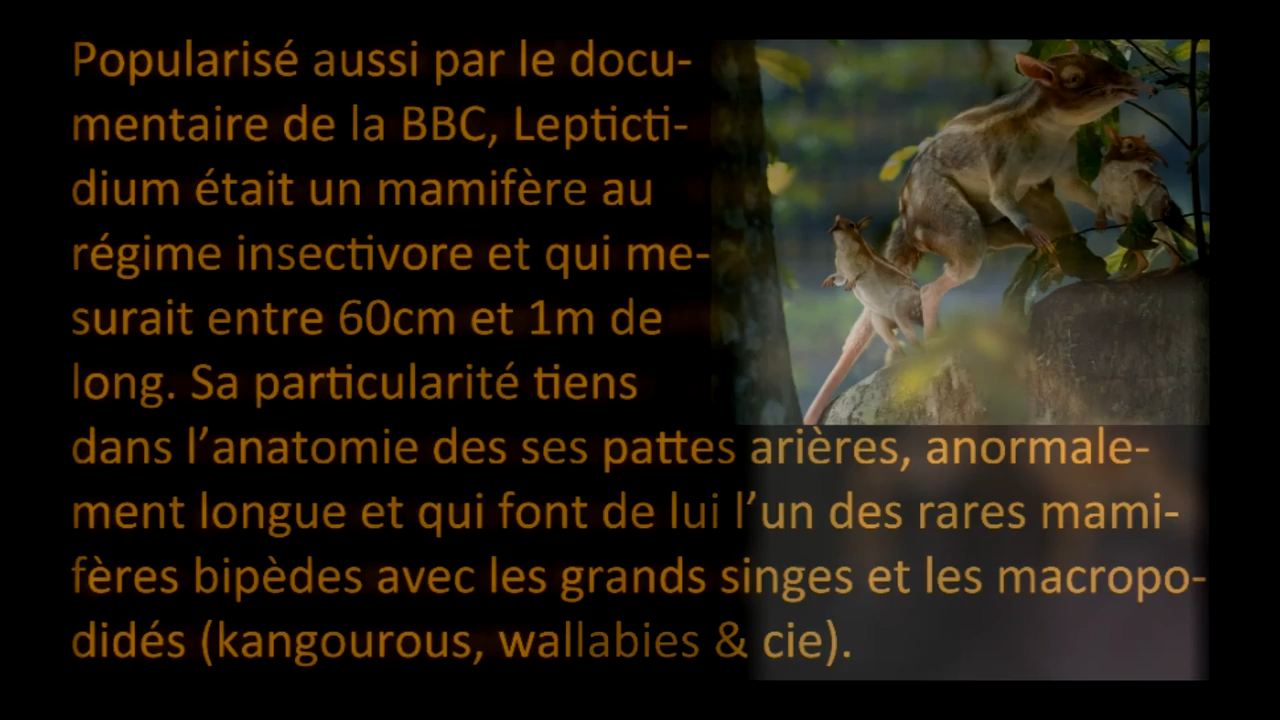 Popularisé aussi par le docu-
mentaire de la BBC, Lepticti-
dium était un mamifère au
régime insectivore et qui me-
surait entre 60cm et 1m de
long. Sa particularité tiens
dans l’anatomie des ses pattes arières, anormale-
ment longue et qui font de lui l’un des rares mami-
fères bipèdes avec les grands singes et les macropo-
didés (kangourous, wallabies & cie).